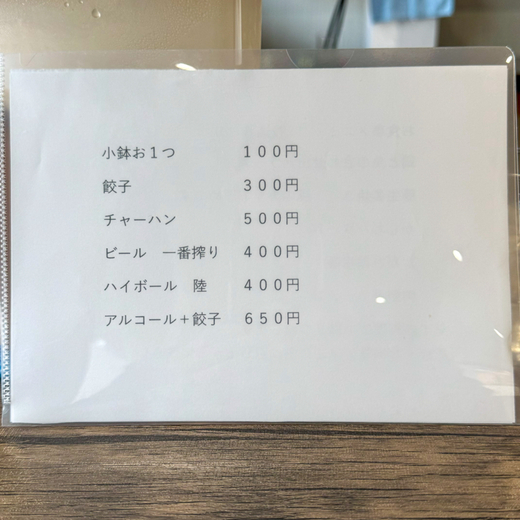 小鉢お１つ　１００円
餃子　３００円
チャーハン　５００円
ビール　一番搾り　４００円
ハイボール　陸　４００円
アルコール＋餃子　６５０円